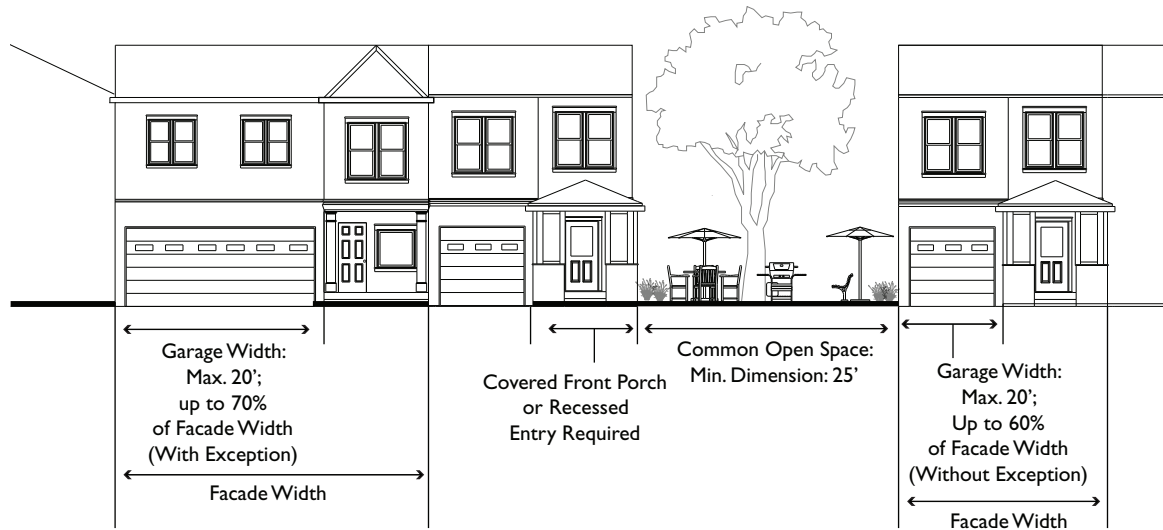 Garage Width:
Max. 20’;
up to 70%
of Facade Width
(With Exception)
Facade Width
Covered Front Porch
or Recessed
Entry Required
Common Open Space:
Min. Dimension: 25’
Garage Width:
Max. 20’;
Up to 60%
of Facade Width
(Without Exception)
Facade Width